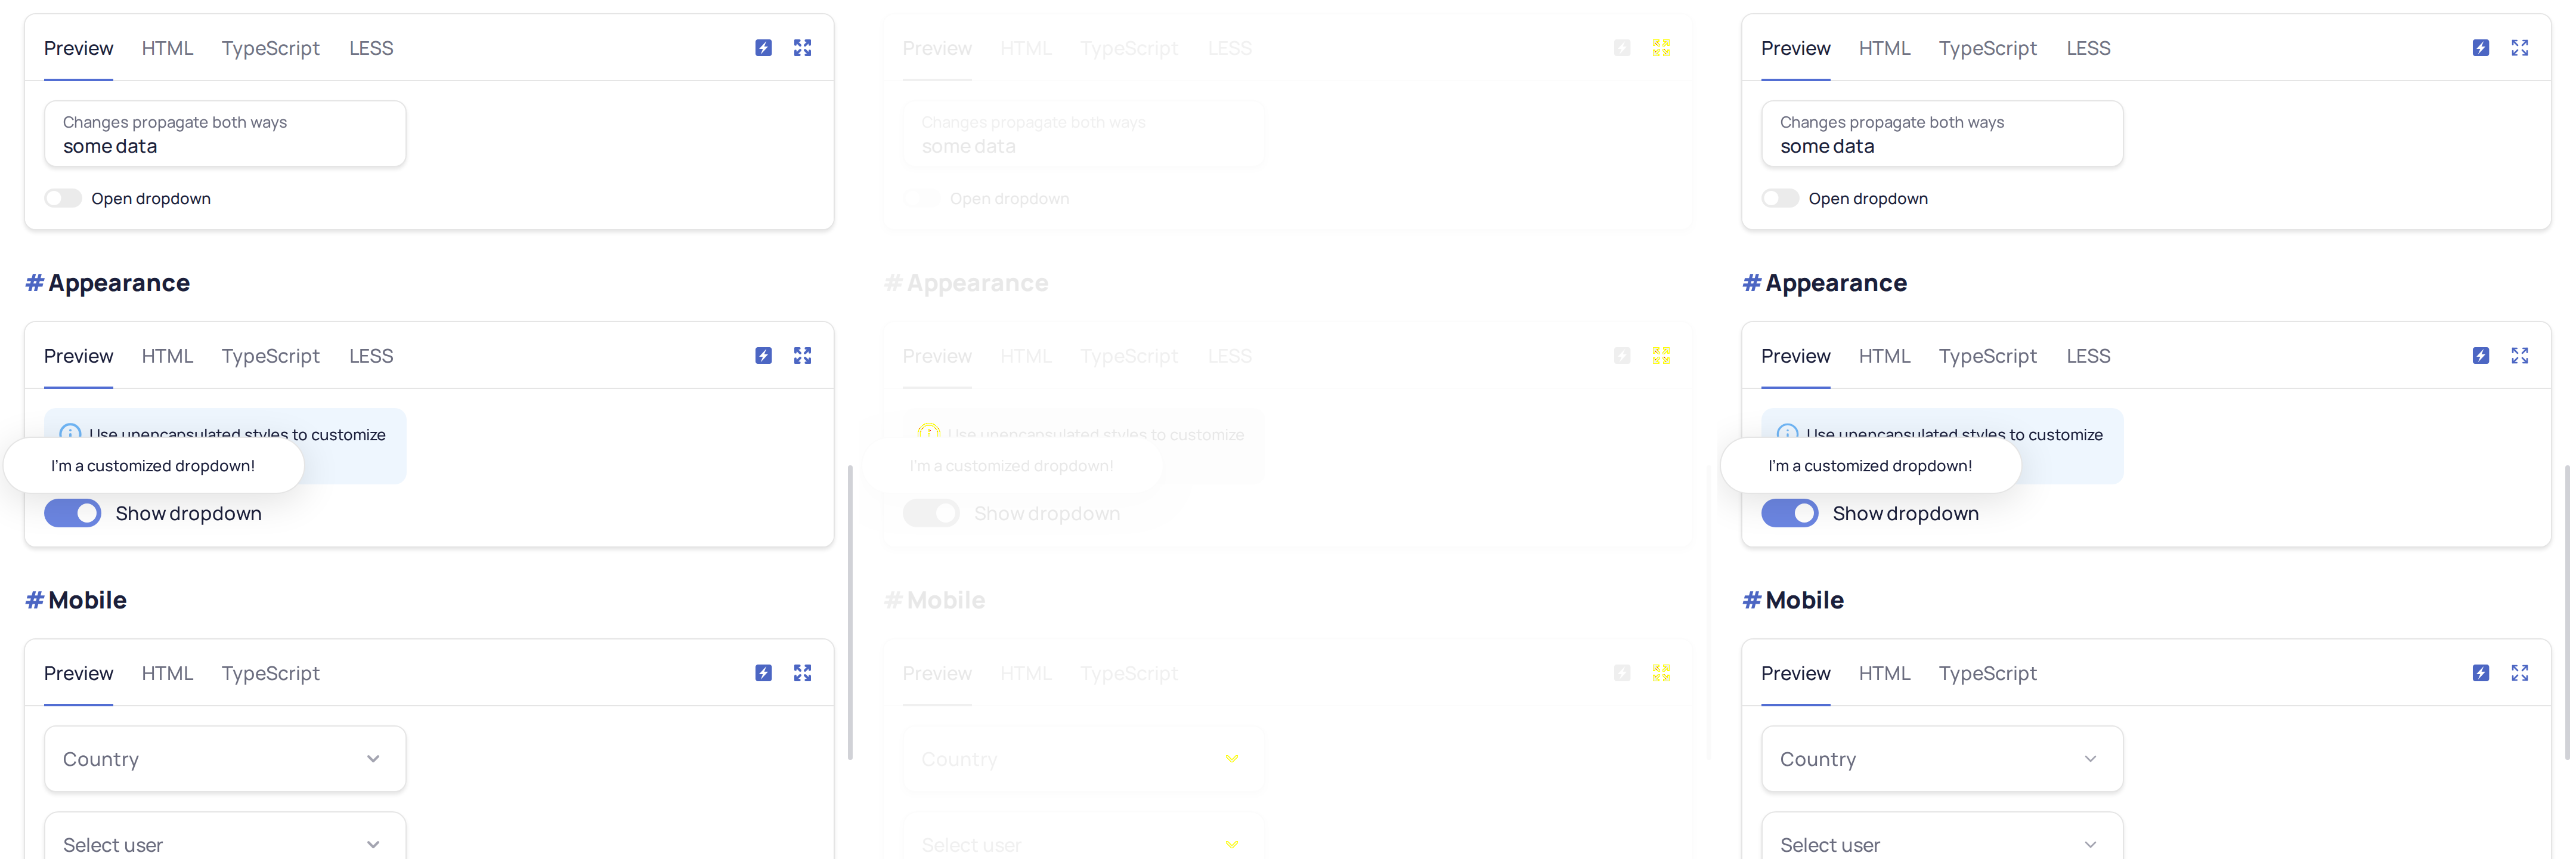 Preview HTML TypeScript LESS
Changes propagate both ways
some data
Open dropdown
# Appearance
Preview HTML TypeScript LESS
Use unencapsulated styles to customize
I'm a customized dropdown!
Show dropdown
# Mobile
Preview HTML TypeScript
Country
Select user
Preview HTML TypeScript LESS
Changes propagate both ways
some data
Open dropdown
# Appearance
Preview HTML TypeScript LESS
Use unencapsulated styles to customize
I'm a customized dropdown!
Show dropdown
# Mobile
Preview HTML TypeScript
Country
Select user
Preview HTML TypeScript LESS
Changes propagate both ways
some data
Open dropdown
# Appearance
Preview HTML TypeScript LESS
Use unencapsulated styles to customize
I'm a customized dropdown!
Show dropdown
# Mobile
Preview HTML TypeScript
Country
Select user